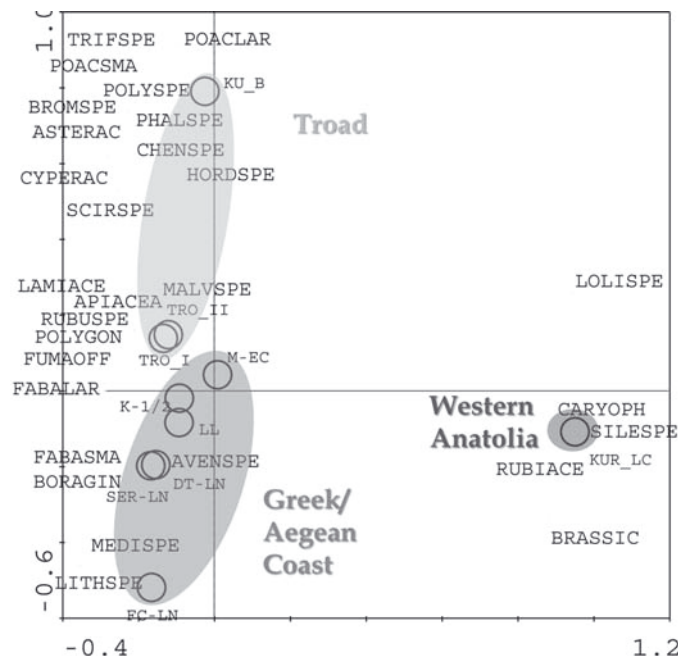 1.0
TRIFSPE POACLAR
POACSMA
POLYSPE KU_B
BROMSPE
PHALSPE Troad
ASTERAC
CHENSPE
CYPERAC HORDSPE
SCIRSPE
LAMIACE MALVSPE LOLISPE
APIACEA TRO_II
RUBUSPE
POLYGON
FUMAOFF TRO_I M-EC
FABALAR
K-1/2 Western CARYOPH
LL Anatolia SILESPE
FABASMA AVENSPE RUBIACE KUR_LC
BORAGIN DT-LN
SER-LN Greek/
Aegean
MEDISPE Coast BRASSIC
-0.6
LITHSPE
FC-LN
-0.4 1.2